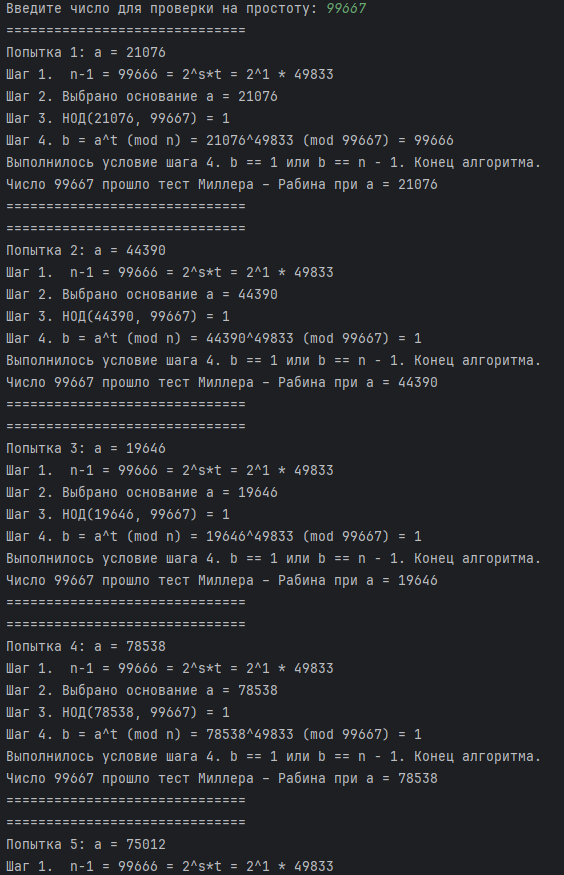 Введите число для проверки на простоту: 99667
==============================
Попытка 1: a = 21076
Шаг 1.  n-1 = 99666 = 2^s*t = 2^1 * 49833
Шаг 2. Выбрано основание a = 21076
Шаг 3. НОД(21076, 99667) = 1
Шаг 4. b = a^t (mod n) = 21076^49833 (mod 99667) = 99666
Выполнилось условие шага 4. b == 1 или b == n - 1. Конец алгоритма.
Число 99667 прошло тест Миллера – Рабина при a = 21076
==============================
==============================
Попытка 2: a = 44390
Шаг 1.  n-1 = 99666 = 2^s*t = 2^1 * 49833
Шаг 2. Выбрано основание a = 44390
Шаг 3. НОД(44390, 99667) = 1
Шаг 4. b = a^t (mod n) = 44390^49833 (mod 99667) = 1
Выполнилось условие шага 4. b == 1 или b == n - 1. Конец алгоритма.
Число 99667 прошло тест Миллера – Рабина при a = 44390
==============================
==============================
Попытка 3: a = 19646
Шаг 1.  n-1 = 99666 = 2^s*t = 2^1 * 49833
Шаг 2. Выбрано основание a = 19646
Шаг 3. НОД(19646, 99667) = 1
Шаг 4. b = a^t (mod n) = 19646^49833 (mod 99667) = 1
Выполнилось условие шага 4. b == 1 или b == n - 1. Конец алгоритма.
Число 99667 прошло тест Миллера – Рабина при a = 19646
==============================
==============================
Попытка 4: a = 78538
Шаг 1.  n-1 = 99666 = 2^s*t = 2^1 * 49833
Шаг 2. Выбрано основание a = 78538
Шаг 3. НОД(78538, 99667) = 1
Шаг 4. b = a^t (mod n) = 78538^49833 (mod 99667) = 1
Выполнилось условие шага 4. b == 1 или b == n - 1. Конец алгоритма.
Число 99667 прошло тест Миллера – Рабина при a = 78538
==============================
==============================
Попытка 5: a = 75012
Шаг 1.  n-1 = 99666 = 2^s*t = 2^1 * 49833